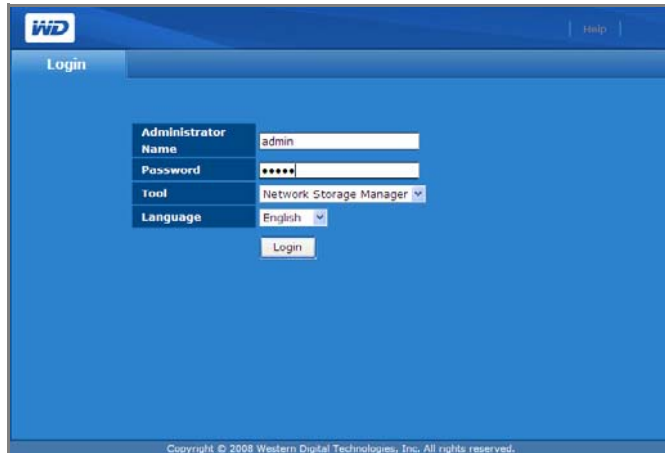 WD
Help
Login
Administrator Name
admin
Password
•••••
Tool
Network Storage Manager
Language
English
Login
Copyright © 2008 Western Digital Technologies, Inc. All rights reserved.